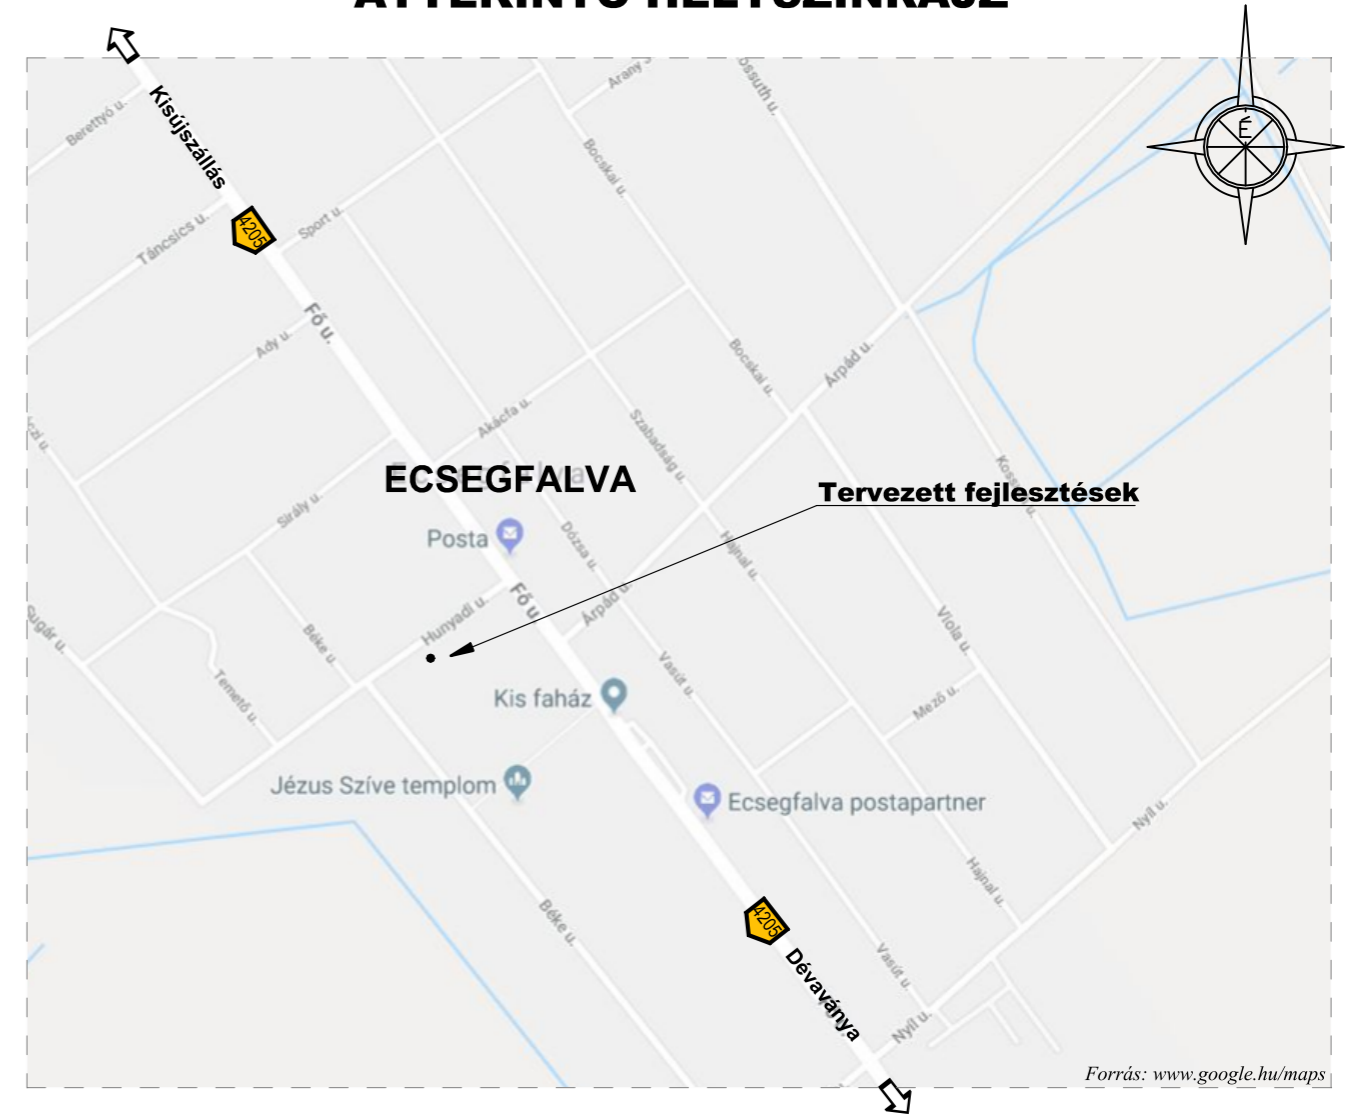 ÁTTEKINTŐ HELYSZÍNRAJZ
É
Kisújszállás
4205
Berettyó u.
Táncsics u.
Sport u.
Arany
Bocskai u.
Fő u.
Ady u.
Akácfa u.
Szabadság u.
Bocskai u.
Árpád u.
ECSEGFALVA
Tervezett fejlesztések
Sirály u.
Posta
Dózsa u.
Hajnal u.
Fő u.
Árpád u.
Hunyadi u.
Sugár u.
Béke u.
Temető u.
Viola u.
Vasút u.
Mező u.
Kis faház
Jézus Szíve templom
Ecsegfalva postapartner
Nyíl u.
Hajnal u.
Béke u.
4205
Dévaványa
Vasút u.
Nyíl u.
Forrás: www.google.hu/maps